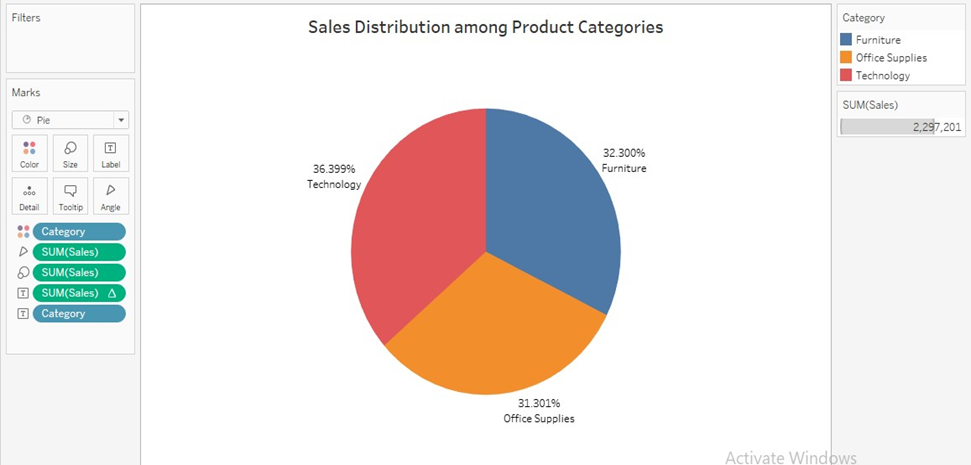 Filters
Marks
Pie
Color
Size
Label
Detail
Tooltip
Angle
Category
SUM(Sales)
SUM(Sales)
SUM(Sales) Δ
Category
Sales Distribution among Product Categories
36.399%
Technology
32.300%
Furniture
31.301%
Office Supplies
Category
Furniture
Office Supplies
Technology
SUM(Sales)
2,297,201
Activate Windows